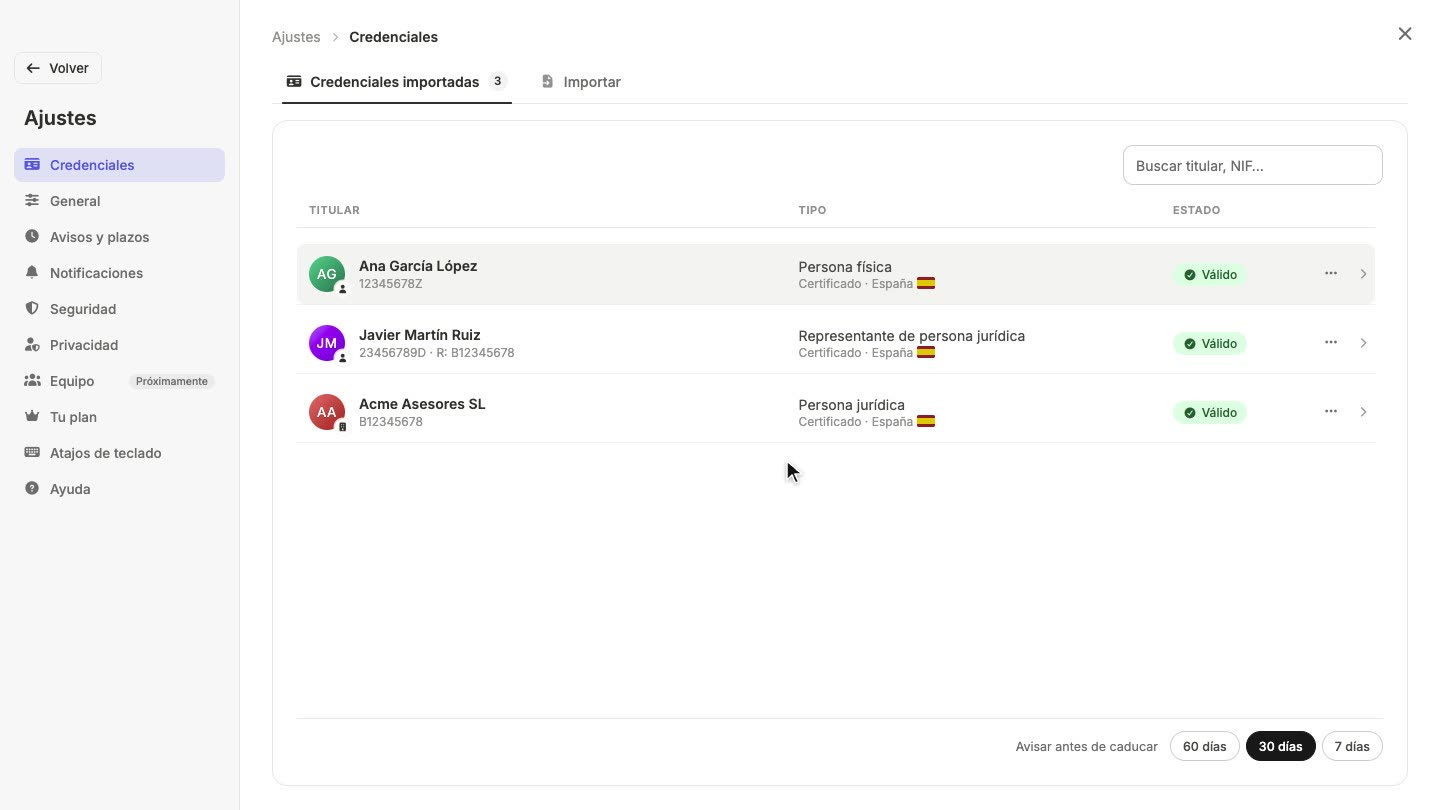 Volver
Ajustes
Credenciales
General
Avisos y plazos
Notificaciones
Seguridad
Privacidad
Equipo Próximamente
Tu plan
Atajos de teclado
Ayuda
Ajustes > Credenciales
Credenciales importadas 3 Importar
Buscar titular, NIF...
TITULAR TIPO ESTADO
AG Ana García López Persona física Válido
12345678Z Certificado · España
JM Javier Martín Ruiz Representante de persona jurídica Válido
23456789D · R: B12345678 Certificado · España
AA Acme Asesores SL Persona jurídica Válido
B12345678 Certificado · España
Avisar antes de caducar 60 días 30 días 7 días